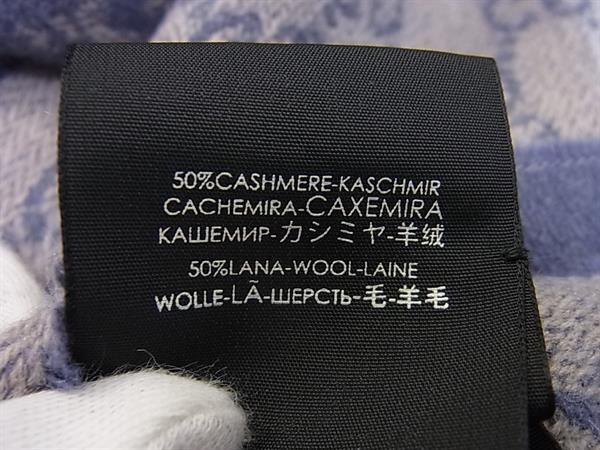 50%CASHMERE-KASCHMIR
CACHEMIRA-CAXEMIRA
КАШЕМИР-カシミヤ-羊绒
50%LANA-WOOL-LAINE
WOLLE-LÃ-ШЕРСТЬ-毛-羊毛